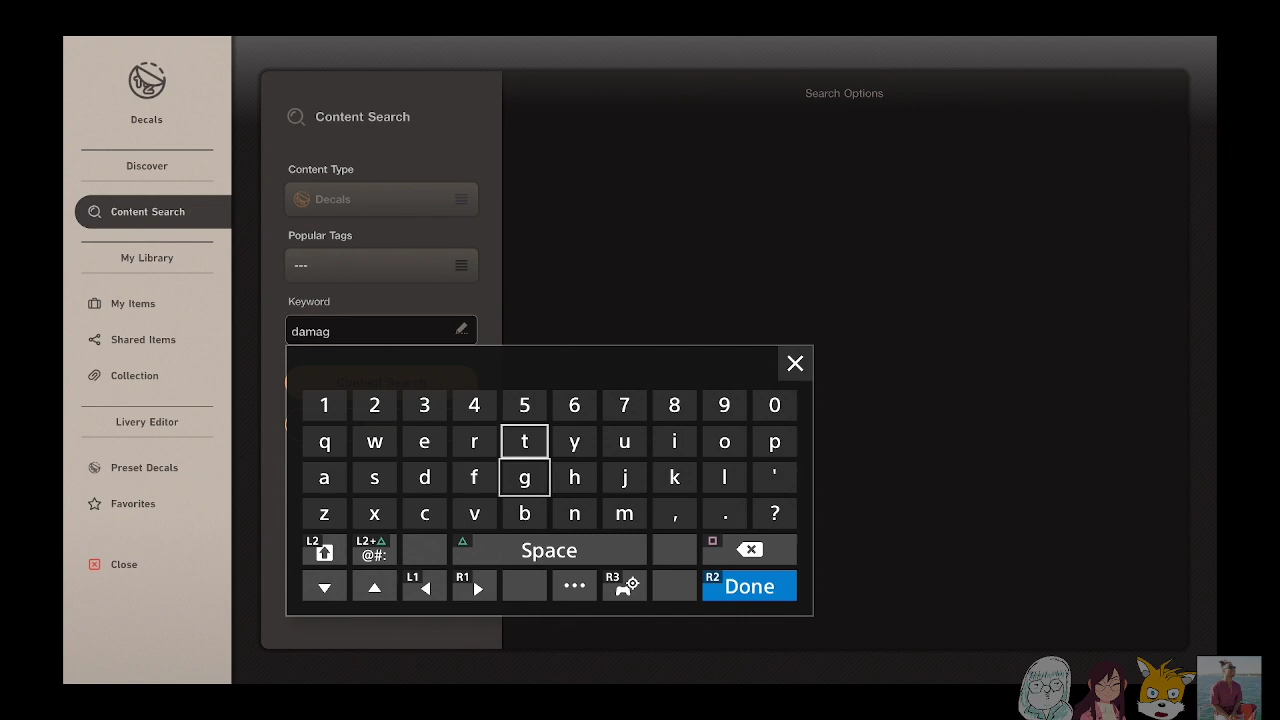 Decals
Discover
Content Search
My Library
My Items
Shared Items
Collection
Livery Editor
Preset Decals
Favorites
Close
Content Search
Content Type
Decals
Popular Tags
---
Keyword
damag
Content Search
Search Options
1 2 3 4 5 6 7 8 9 0
q w e r t y u i o p
a s d f g h j k l '
z x c v b n m , . ?
L2 L2+△ @#: △ Space
L1 R1 ... R3 R2 Done